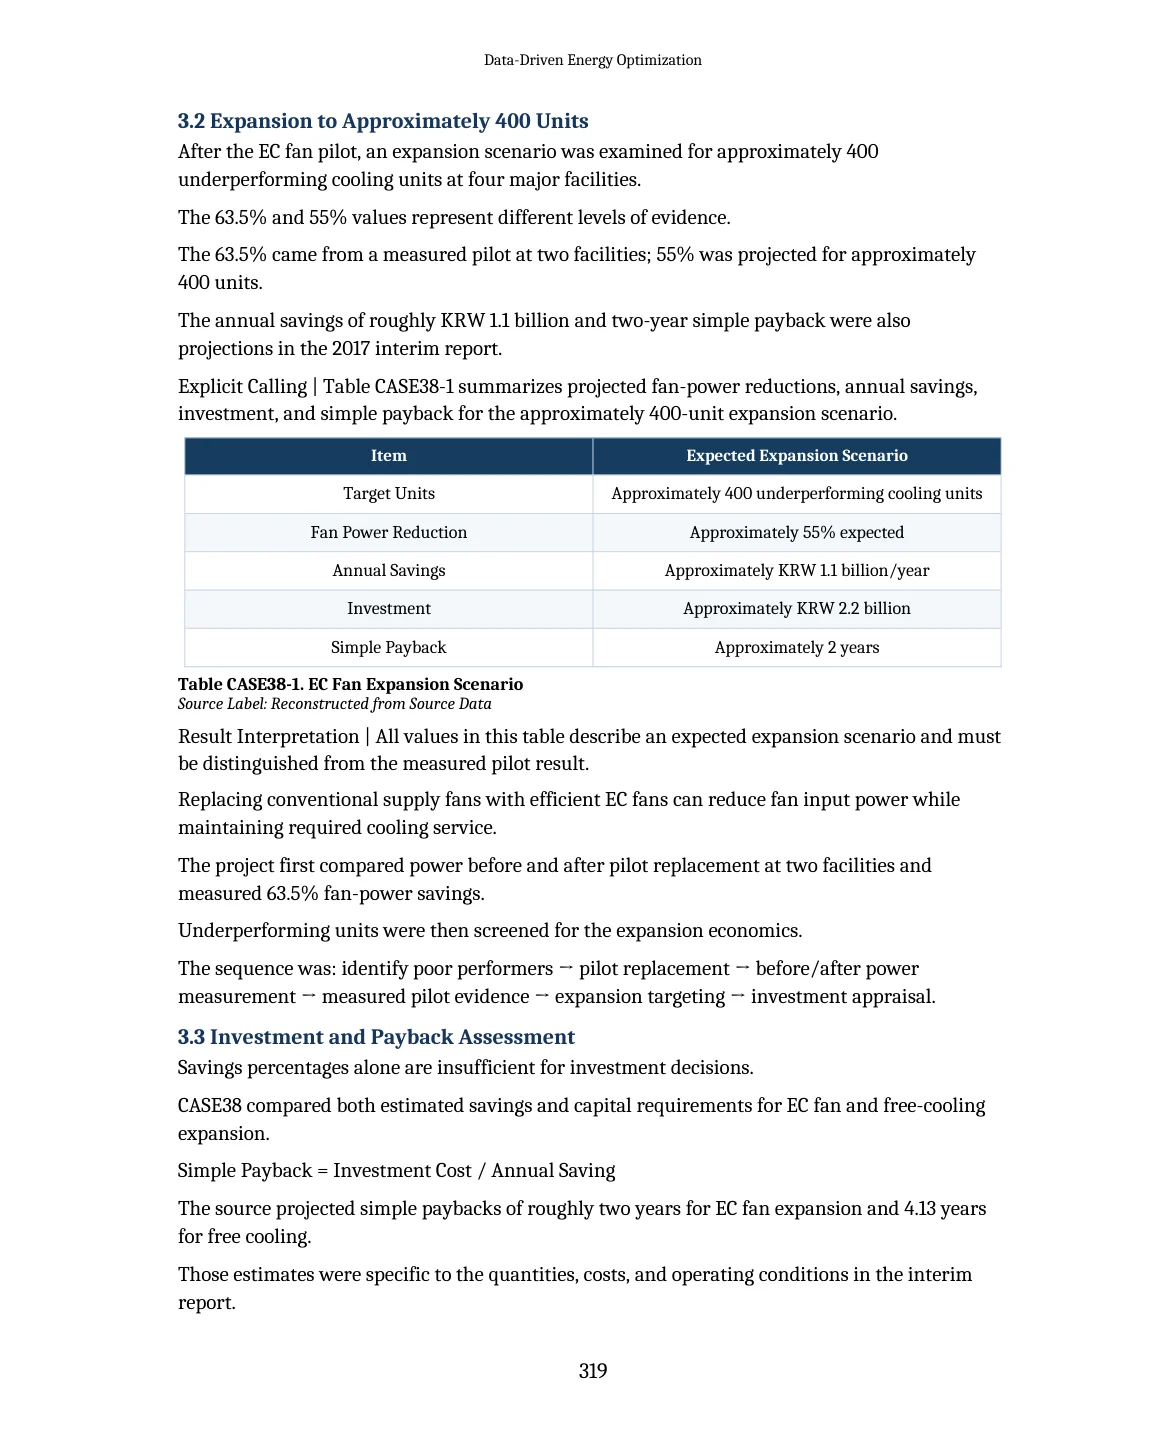 Data-Driven Energy Optimization
3.2 Expansion to Approximately 400 Units
After the EC fan pilot, an expansion scenario was examined for approximately 400
underperforming cooling units at four major facilities.
The 63.5% and 55% values represent different levels of evidence.
The 63.5% came from a measured pilot at two facilities; 55% was projected for approximately
400 units.
The annual savings of roughly KRW 1.1 billion and two-year simple payback were also
projections in the 2017 interim report.
Explicit Calling | Table CASE38-1 summarizes projected fan-power reductions, annual savings,
investment, and simple payback for the approximately 400-unit expansion scenario.
Item Expected Expansion Scenario
Target Units Approximately 400 underperforming cooling units
Fan Power Reduction Approximately 55% expected
Annual Savings Approximately KRW 1.1 billion/year
Investment Approximately KRW 2.2 billion
Simple Payback Approximately 2 years
Table CASE38-1. EC Fan Expansion Scenario
Source Label: Reconstructed from Source Data
Result Interpretation | All values in this table describe an expected expansion scenario and must
be distinguished from the measured pilot result.
Replacing conventional supply fans with efficient EC fans can reduce fan input power while
maintaining required cooling service.
The project first compared power before and after pilot replacement at two facilities and
measured 63.5% fan-power savings.
Underperforming units were then screened for the expansion economics.
The sequence was: identify poor performers → pilot replacement → before/after power
measurement → measured pilot evidence → expansion targeting → investment appraisal.
3.3 Investment and Payback Assessment
Savings percentages alone are insufficient for investment decisions.
CASE38 compared both estimated savings and capital requirements for EC fan and free-cooling
expansion.
Simple Payback = Investment Cost / Annual Saving
The source projected simple paybacks of roughly two years for EC fan expansion and 4.13 years
for free cooling.
Those estimates were specific to the quantities, costs, and operating conditions in the interim
report.
319